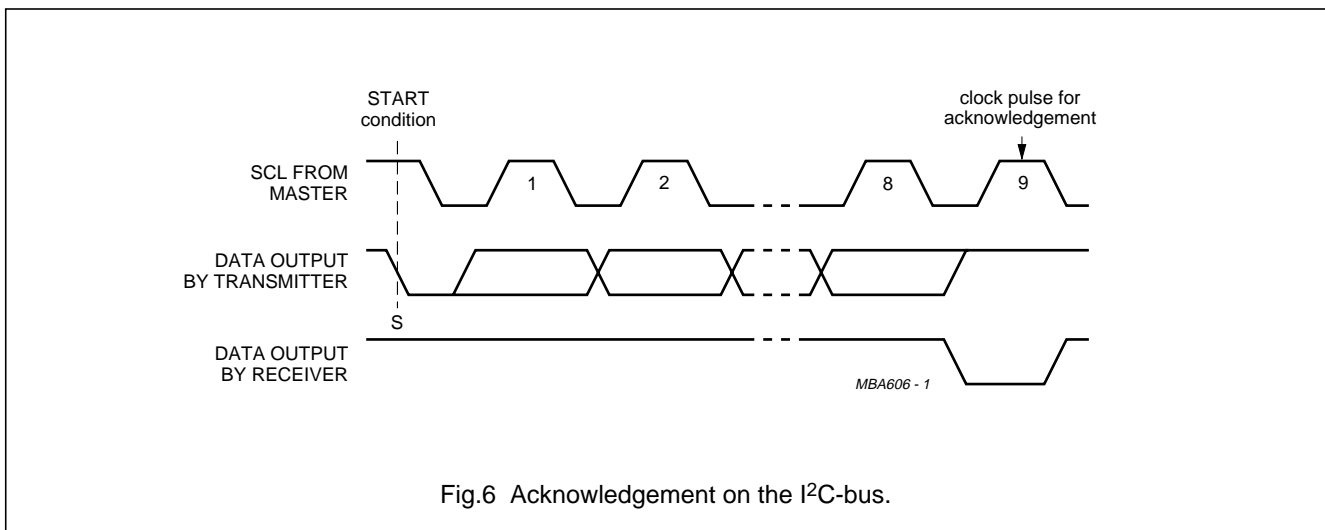 START
condition
clock pulse for
acknowledgement
SCL FROM
MASTER
1
2
8
9
DATA OUTPUT
BY TRANSMITTER
S
DATA OUTPUT
BY RECEIVER
MBA606 - 1
Fig.6 Acknowledgement on the I²C-bus.